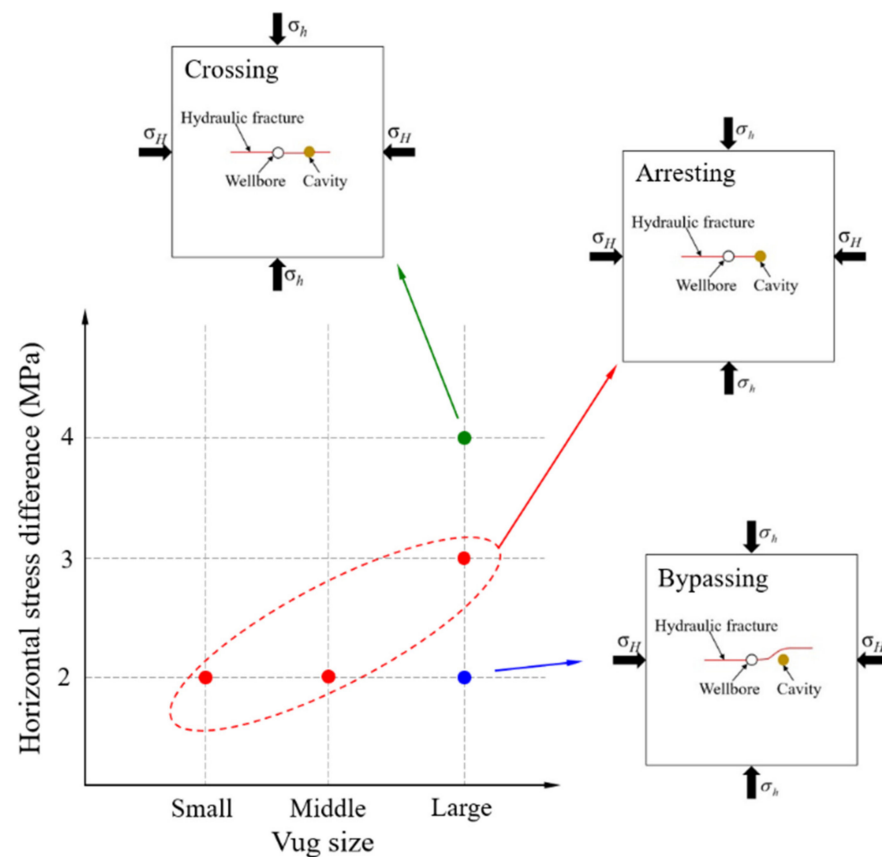 σh
Crossing
Hydraulic fracture
σH
σH
Wellbore
Cavity
σh
σh
Arresting
Hydraulic fracture
σH
σH
Wellbore
Cavity
σh
Horizontal stress difference (MPa)
4
3
2
Small
Middle
Large
Vug size
σh
Bypassing
Hydraulic fracture
σH
σH
Wellbore
Cavity
σh